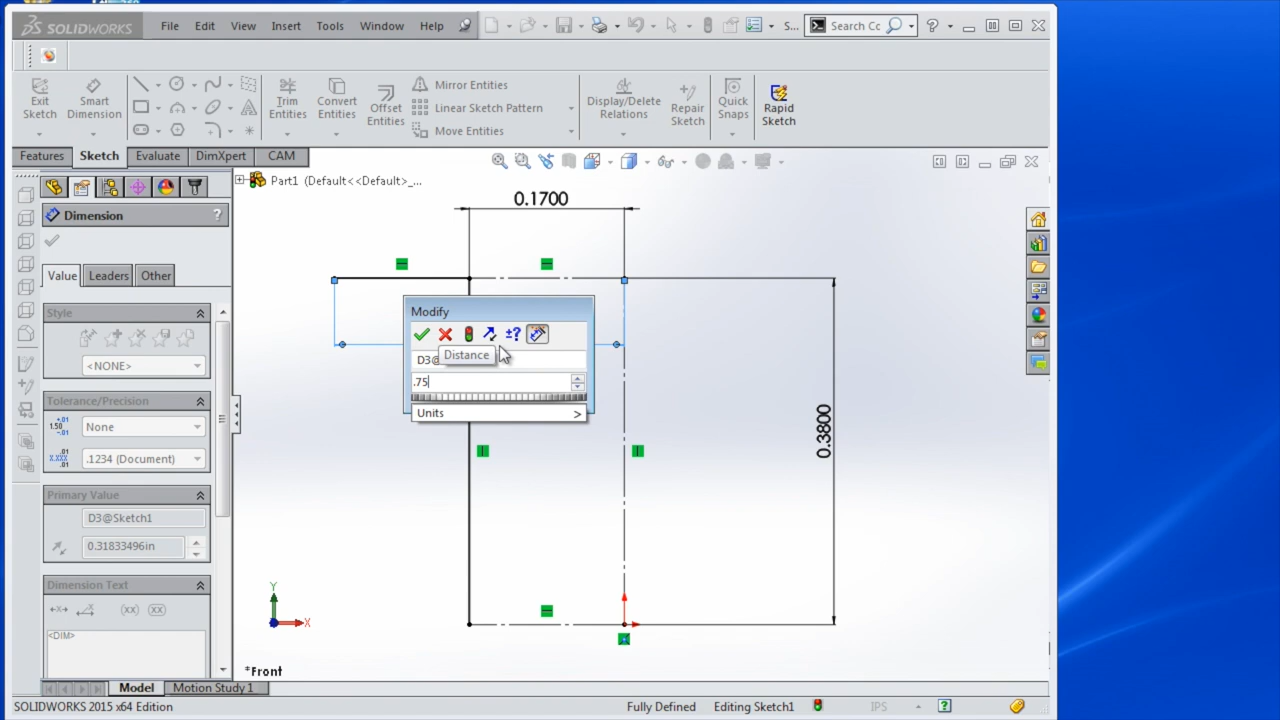 SOLIDWORKS
File Edit View Insert Tools Window Help
S...
Search Cc
?
Exit Sketch
Smart Dimension
Trim Entities
Convert Entities
Offset Entities
Mirror Entities
Linear Sketch Pattern
Move Entities
Display/Delete Relations
Repair Sketch
Quick Snaps
Rapid Sketch
Features Sketch Evaluate DimXpert CAM
Part1 (Default<<Default>_...
Dimension ?
Value Leaders Other
Style
<NONE>
Tolerance/Precision
None
.1234 (Document)
Primary Value
D3@Sketch1
0.31833496in
Dimension Text
(xx) (xx)
<DIM>
0.1700
0.3800
Modify
±?
D3@
Distance
.75
Units >
Y
X
*Front
Model Motion Study 1
SOLIDWORKS 2015 x64 Edition
Fully Defined
Editing Sketch1
IPS
?